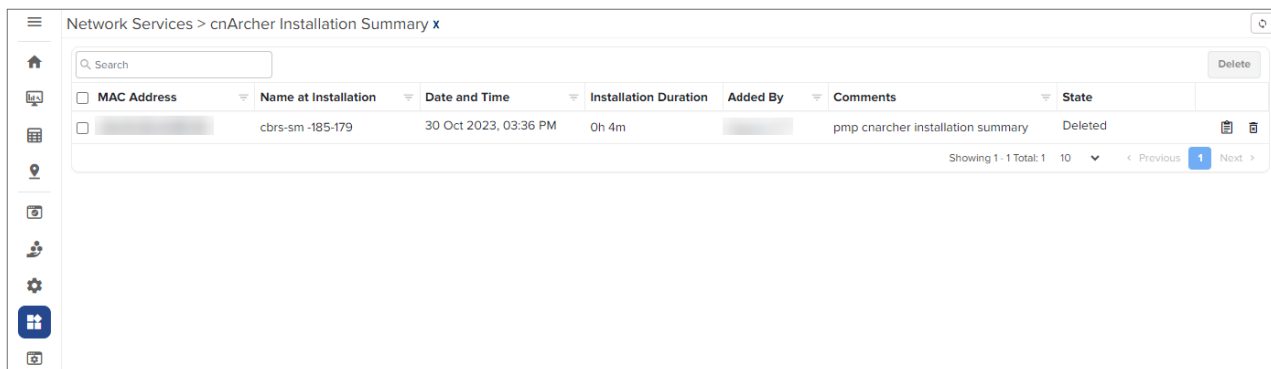 Network Services > cnArcher Installation Summary x
Search
Delete
MAC Address Name at Installation Date and Time Installation Duration Added By Comments State
cbrs-sm -185-179 30 Oct 2023, 03:36 PM 0h 4m pmp cnarcher installation summary Deleted
Showing 1 - 1 Total: 1 10 < Previous 1 Next >